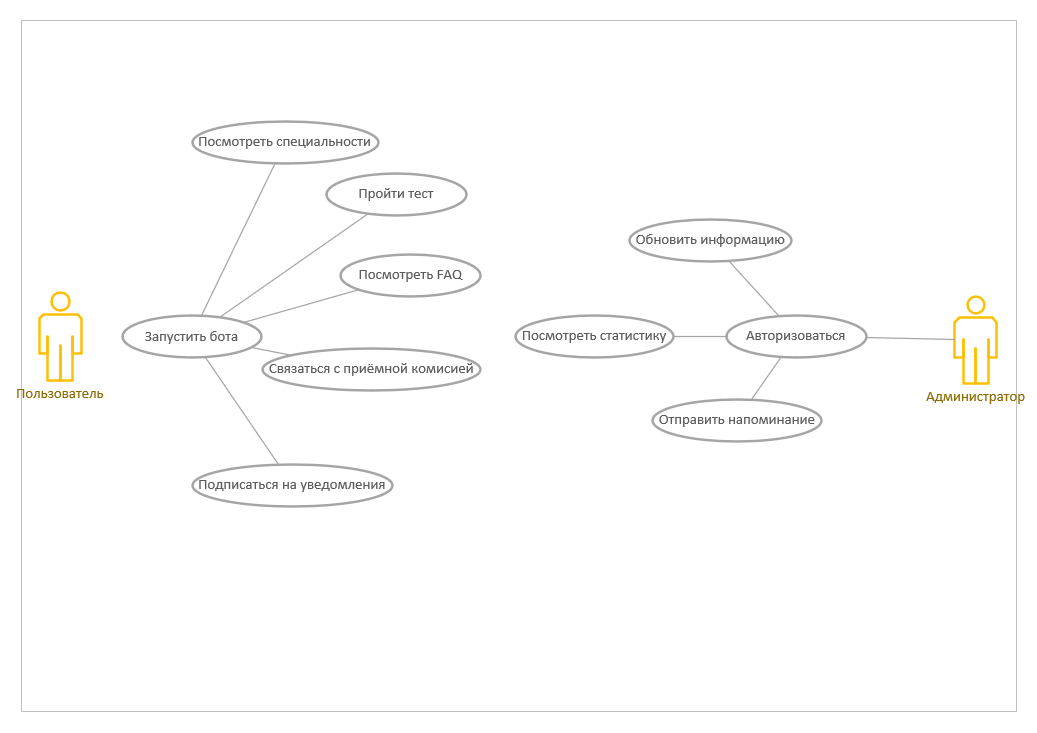 Посмотреть специальности
Пройти тест
Посмотреть FAQ
Запустить бота
Связаться с приёмной комисией
Подписаться на уведомления
Пользователь
Обновить информацию
Посмотреть статистику
Авторизоваться
Отправить напоминание
Администратор